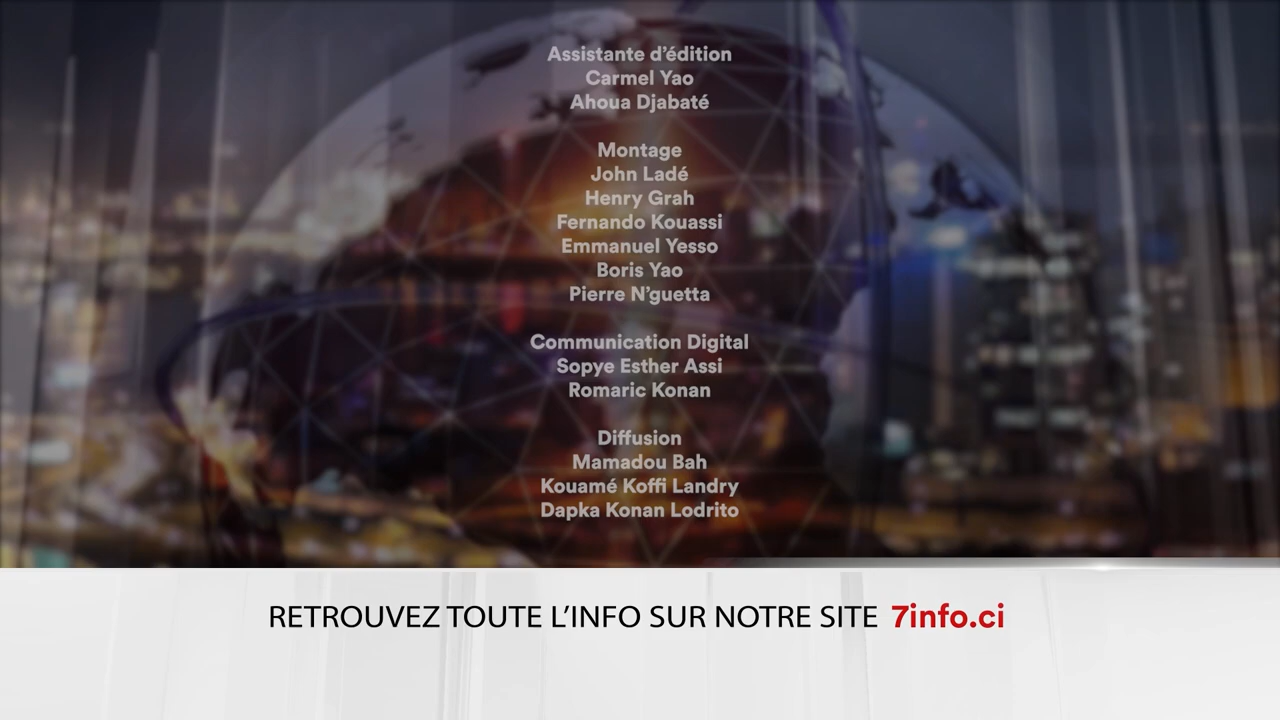 Assistante d’édition
Carmel Yao
Ahoua Djabaté
Montage
John Ladé
Henry Grah
Fernando Kouassi
Emmanuel Yesso
Boris Yao
Pierre N’guetta
Communication Digital
Sopye Esther Assi
Romaric Konan
Diffusion
Mamadou Bah
Kouamé Koffi Landry
Dapka Konan Lodrito
RETROUVEZ TOUTE L’INFO SUR NOTRE SITE 7info.ci